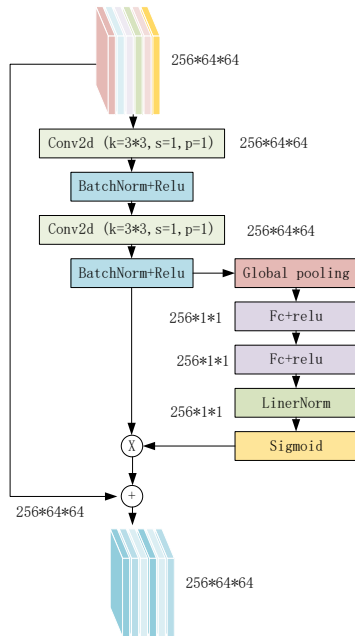 256*64*64
Conv2d (k=3*3, s=1, p=1)
256*64*64
BatchNorm+Relu
Conv2d (k=3*3, s=1, p=1)
256*64*64
BatchNorm+Relu
Global pooling
256*1*1
Fc+relu
256*1*1
Fc+relu
256*1*1
LinerNorm
X
Sigmoid
+
256*64*64
256*64*64